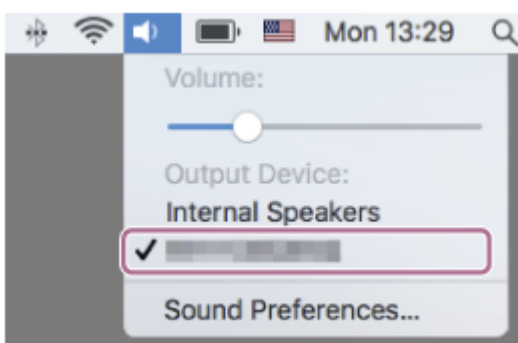 Mon 13:29
Volume:
Output Device:
Internal Speakers
Sound Preferences...